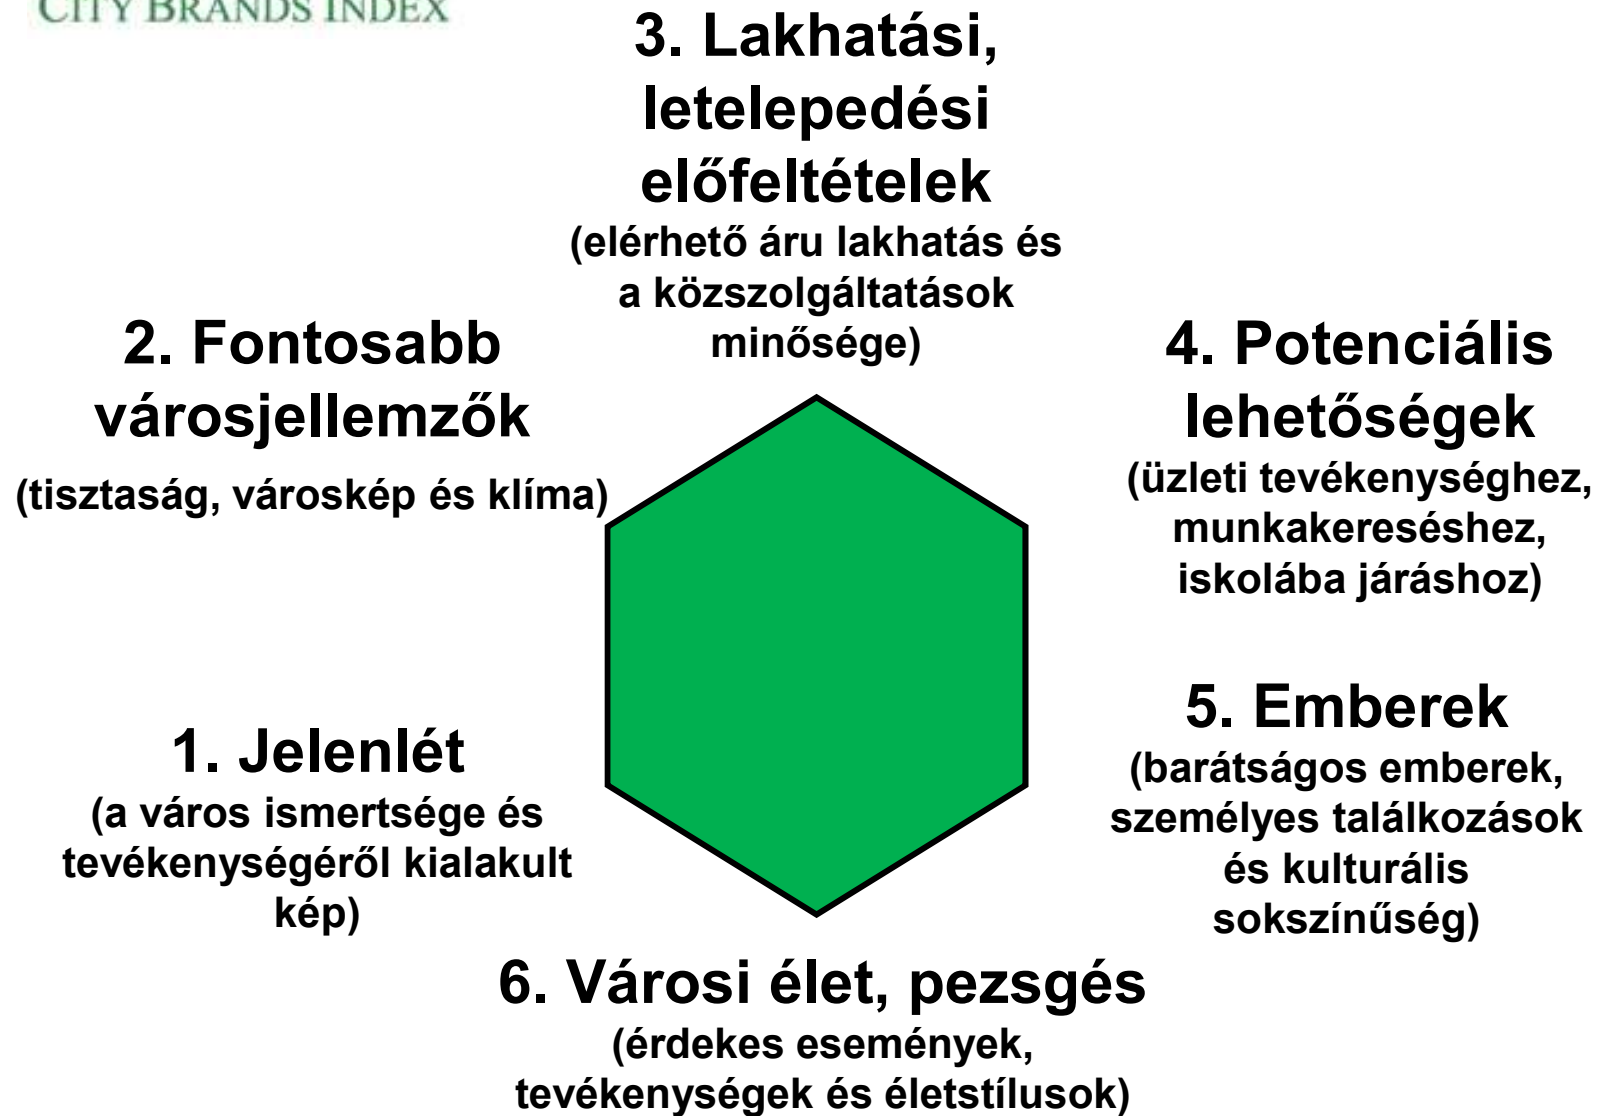 CITY BRANDS INDEX
3. Lakhatási,
letelepedési
előfeltételek
(elérhető áru lakhatás és
a közszolgáltatások
minősége)
2. Fontosabb
városjellemzők
(tisztaság, városkép és klíma)
4. Potenciális
lehetőségek
(üzleti tevékenységhez,
munkakereséshez,
iskolába járáshoz)
1. Jelenlét
(a város ismertsége és
tevékenységéről kialakult
kép)
5. Emberek
(barátságos emberek,
személyes találkozások
és kulturális
sokszínűség)
6. Városi élet, pezsgés
(érdekes események,
tevékenységek és életstílusok)